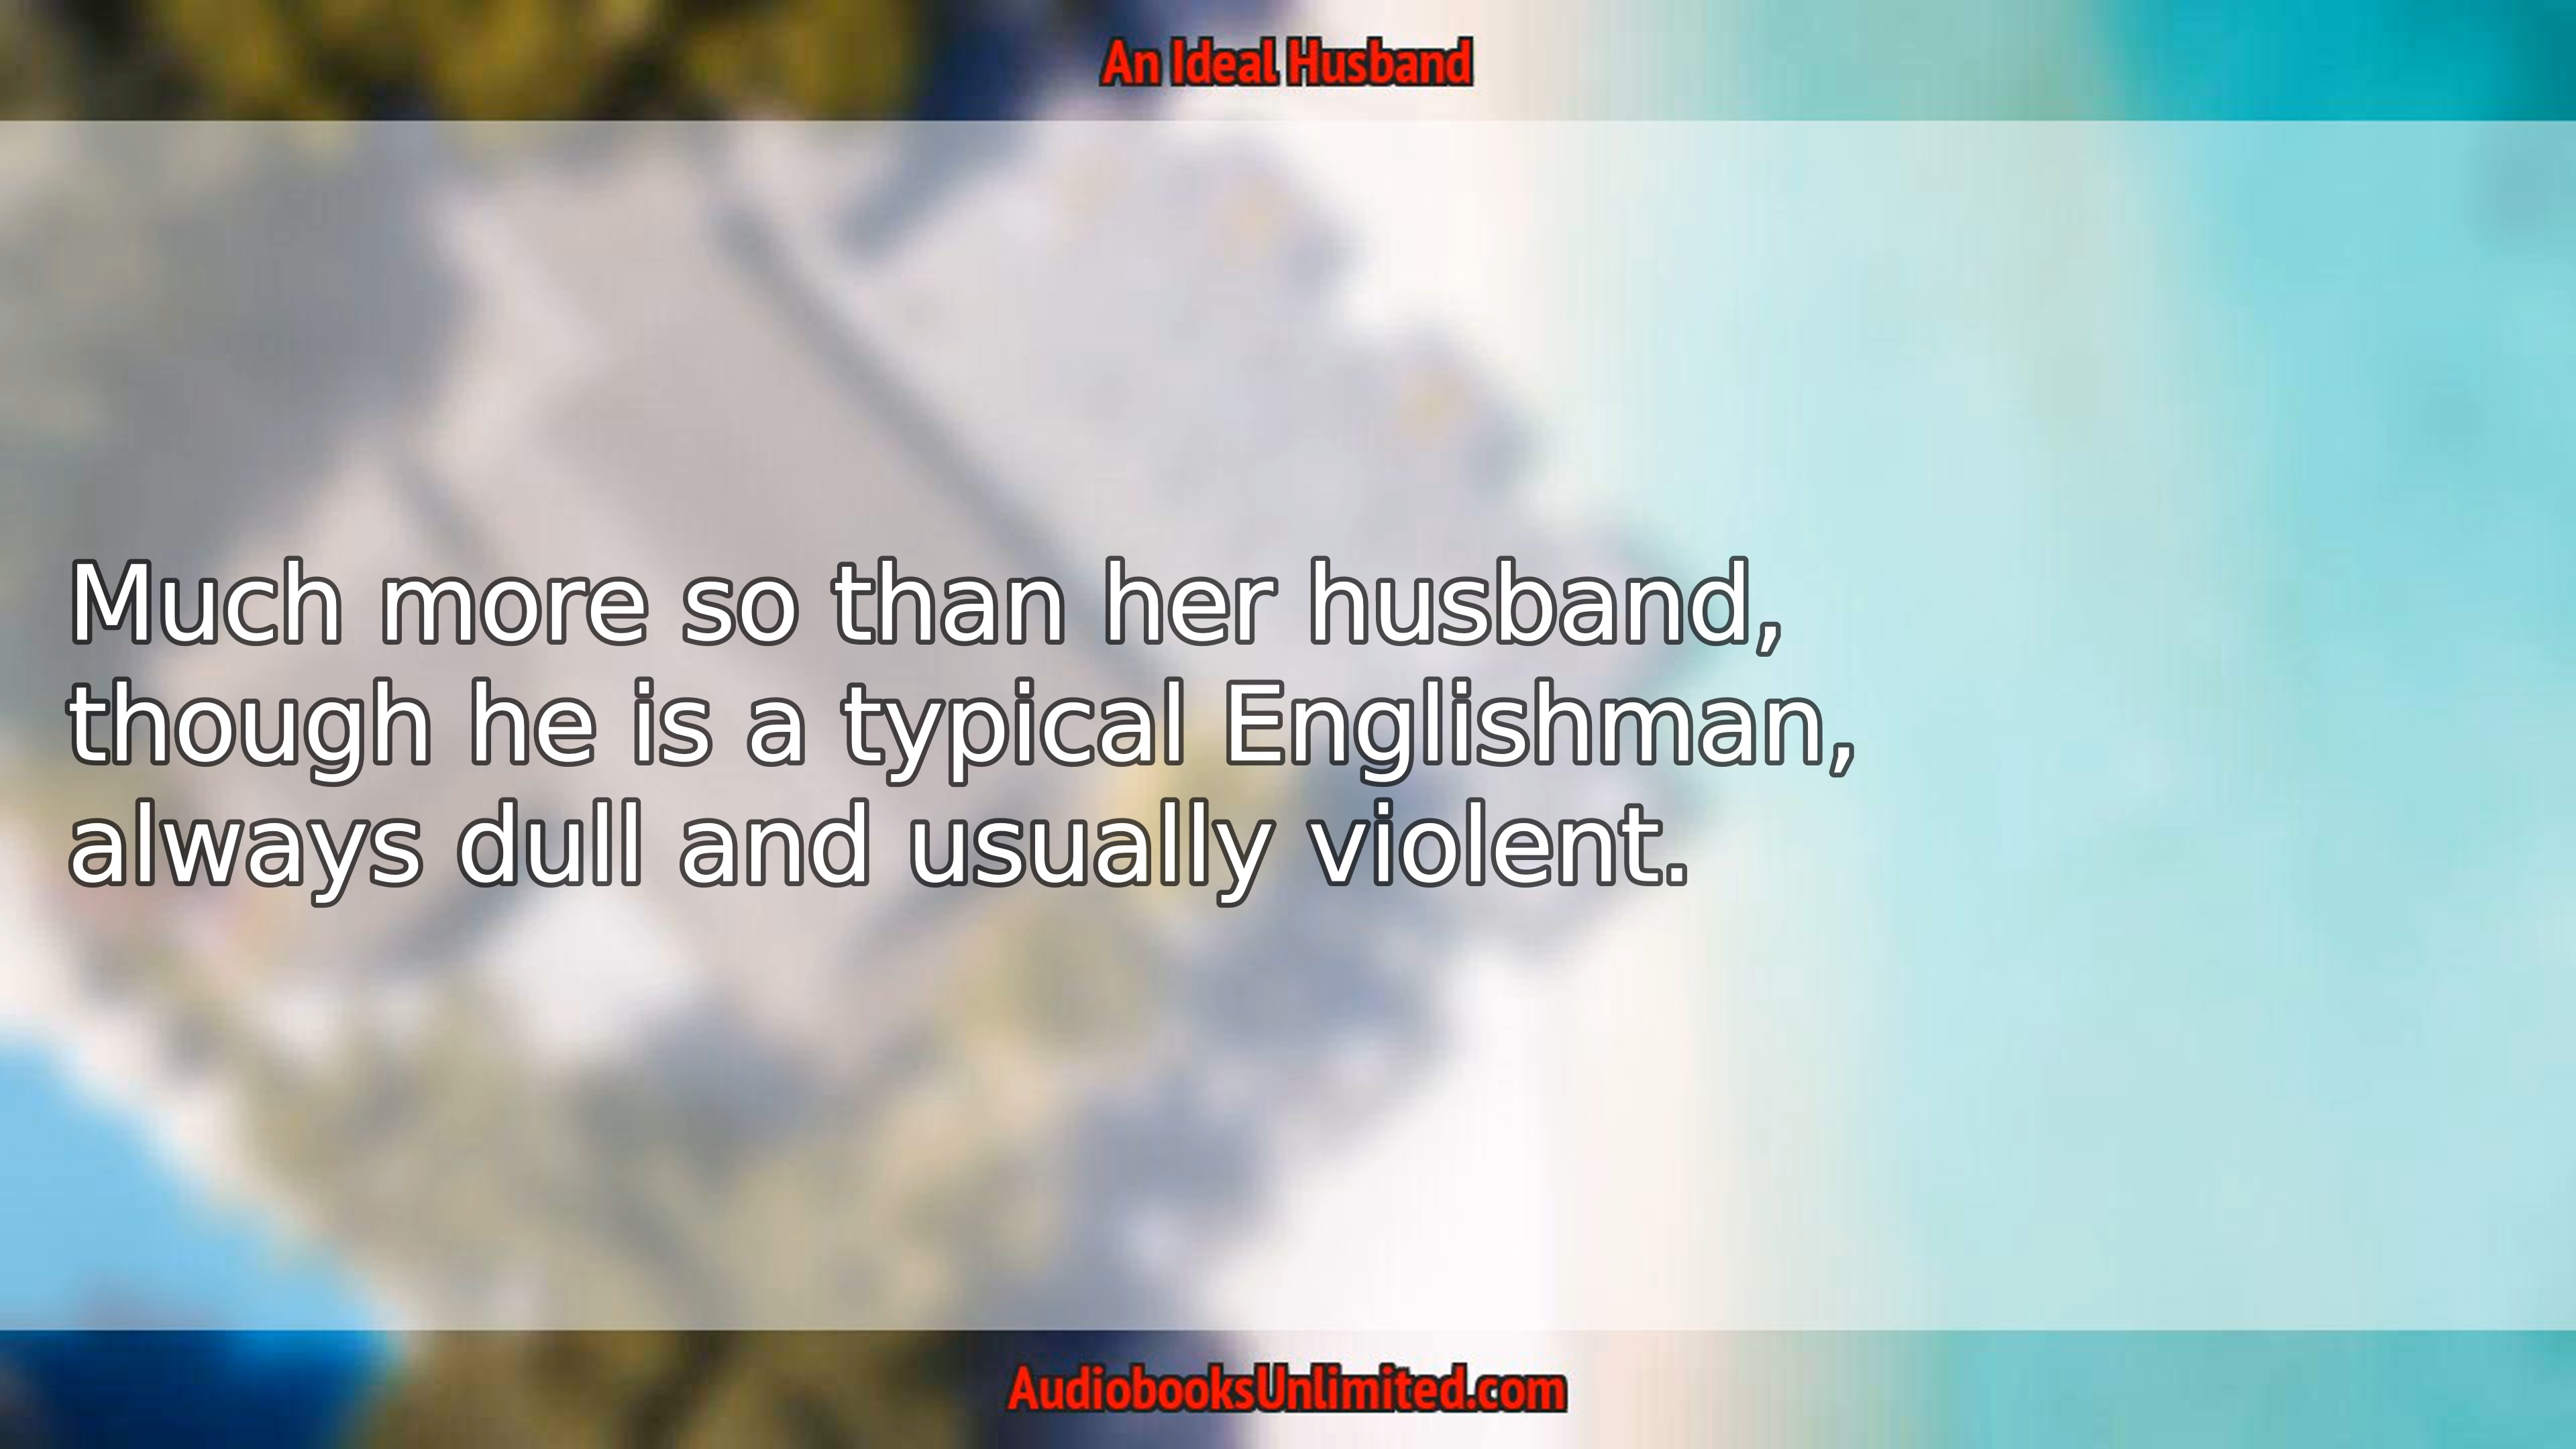 An Ideal Husband
Much more so than her husband,
though he is a typical Englishman,
always dull and usually violent.
AudiobooksUnlimited.com